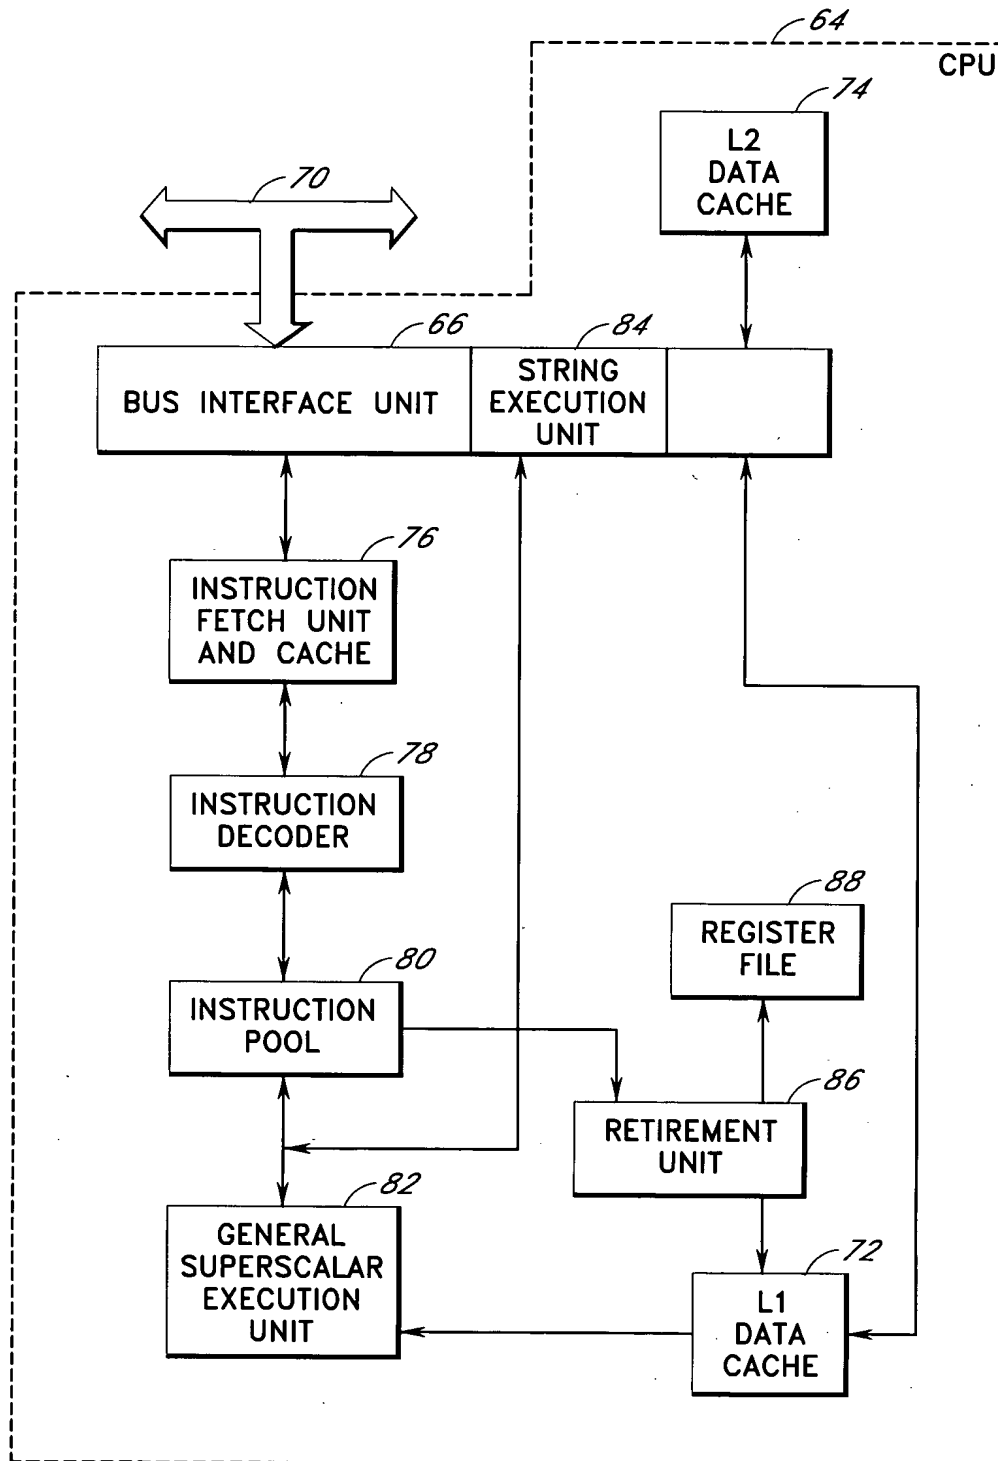 64
CPU
74
L2
DATA
CACHE
70
66
84
BUS INTERFACE UNIT
STRING
EXECUTION
UNIT
76
INSTRUCTION
FETCH UNIT
AND CACHE
78
INSTRUCTION
DECODER
88
REGISTER
FILE
80
INSTRUCTION
POOL
86
RETIREMENT
UNIT
82
GENERAL
SUPERSCALAR
EXECUTION
UNIT
72
L1
DATA
CACHE